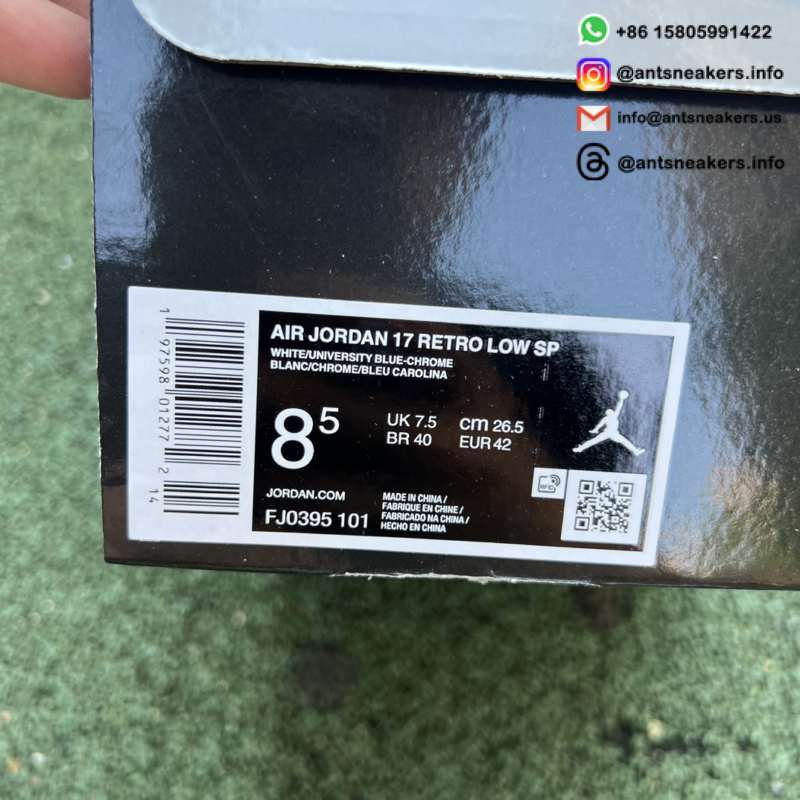 +86 15805991422
@antsneakers.info
info@antsneakers.us
@antsneakers.info
1 97598 01277 2
14
AIR JORDAN 17 RETRO LOW SP
WHITE/UNIVERSITY BLUE-CHROME
BLANC/CHROME/BLEU CAROLINA
8 5
UK 7.5 cm 26.5
BR 40 EUR 42
JORDAN.COM
FJ0395 101
MADE IN CHINA /
FABRIQUE EN CHINE /
FABRICADO NA CHINA /
HECHO EN CHINA
RFID